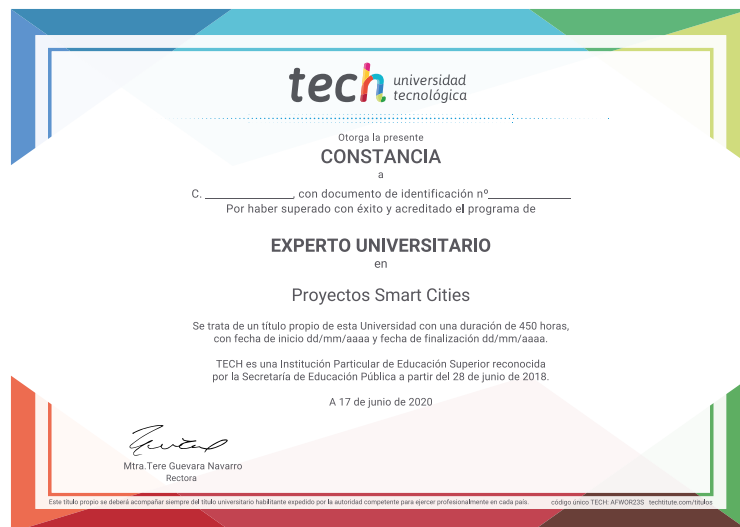 tech universidad
tecnológica
Otorga la presente
CONSTANCIA
a
C. ______________, con documento de identificación nº______________
Por haber superado con éxito y acreditado el programa de
EXPERTO UNIVERSITARIO
en
Proyectos Smart Cities
Se trata de un título propio de esta Universidad con una duración de 450 horas,
con fecha de inicio dd/mm/aaaa y fecha de finalización dd/mm/aaaa.
TECH es una Institución Particular de Educación Superior reconocida
por la Secretaría de Educación Pública a partir del 28 de junio de 2018.
A 17 de junio de 2020
Mtra.Tere Guevara Navarro
Rectora
Este título propio se deberá acompañar siempre del título universitario habilitante expedido por la autoridad competente para ejercer profesionalmente en cada país. código único TECH: AFWOR23S techtitute.com/titulos